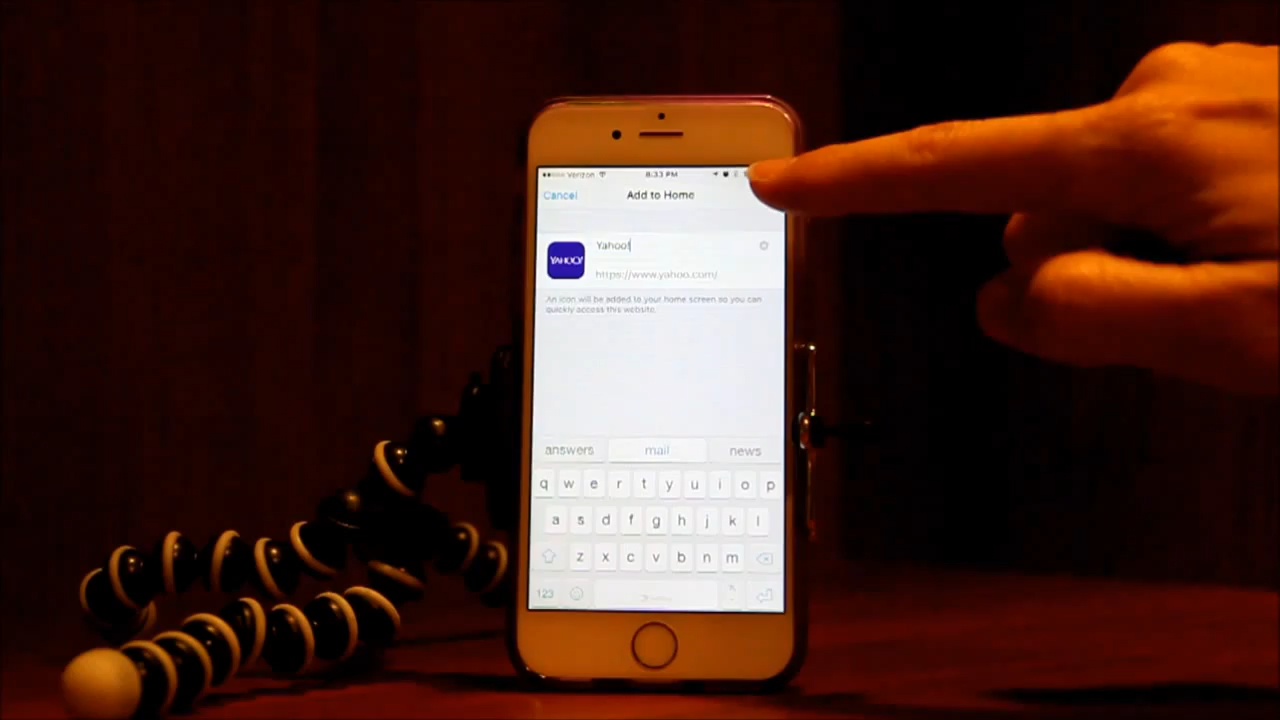 Verizon 8:33 PM
Cancel Add to Home
Yahoo!
YAHOO!
https://www.yahoo.com/
An icon will be added to your home screen so you can
quickly access this website.
answers mail news
q w e r t y u i o p
a s d f g h j k l
z x c v b n m
123